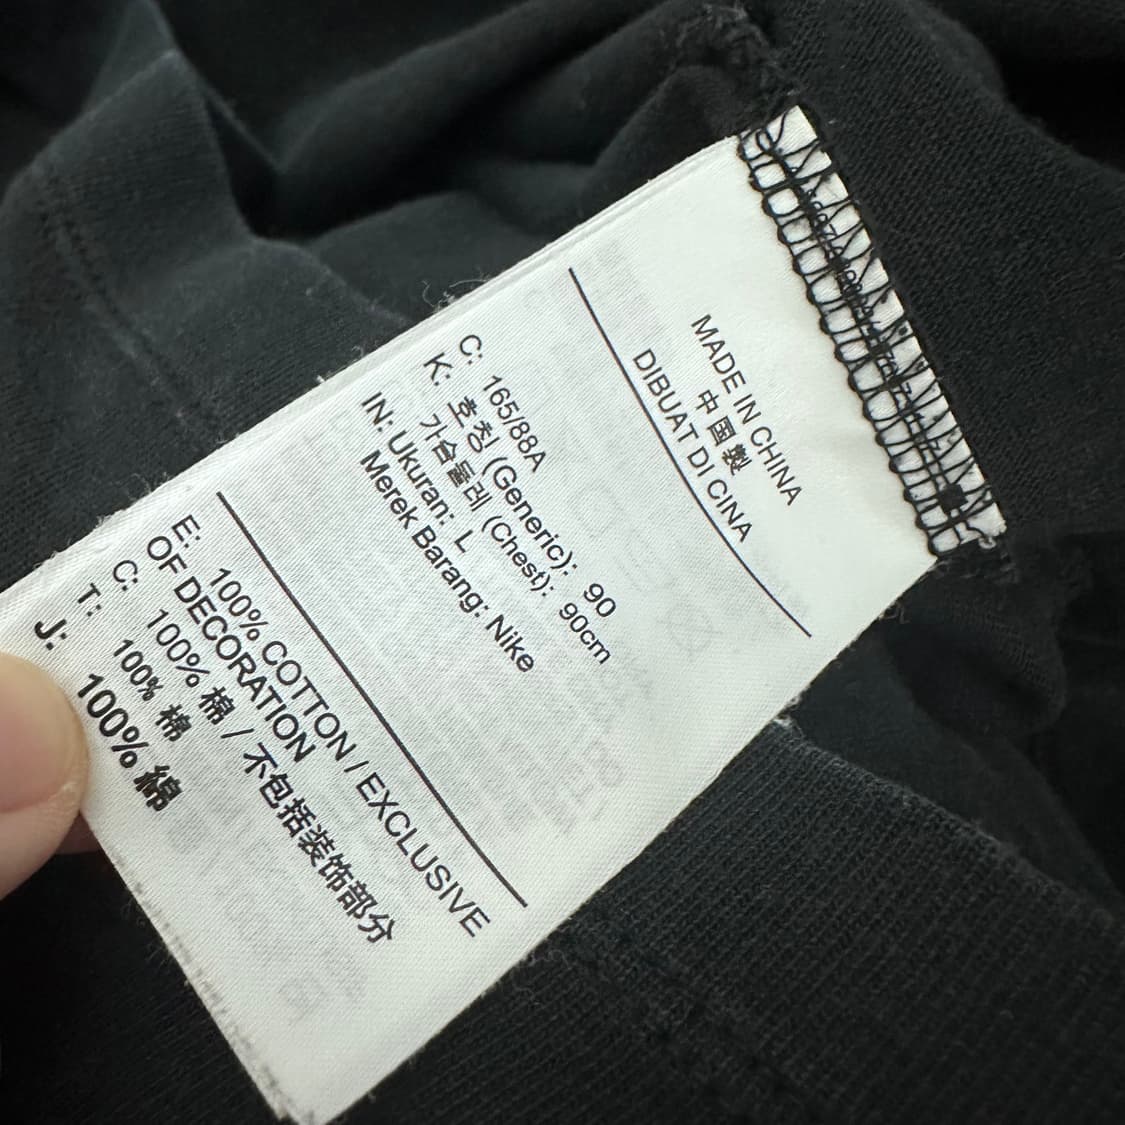 MADE IN CHINA
中国製
DIBUAT DI CINA
C: 165/88A
K: 호칭 (Generic): 90
가슴둘레 (Chest): 90cm
IN: Ukuran: L
Merek Barang: Nike
E: 100% COTTON / EXCLUSIVE
OF DECORATION
C: 100% 棉 / 不包括装饰部分
T: 100% 棉
J: 100% 綿